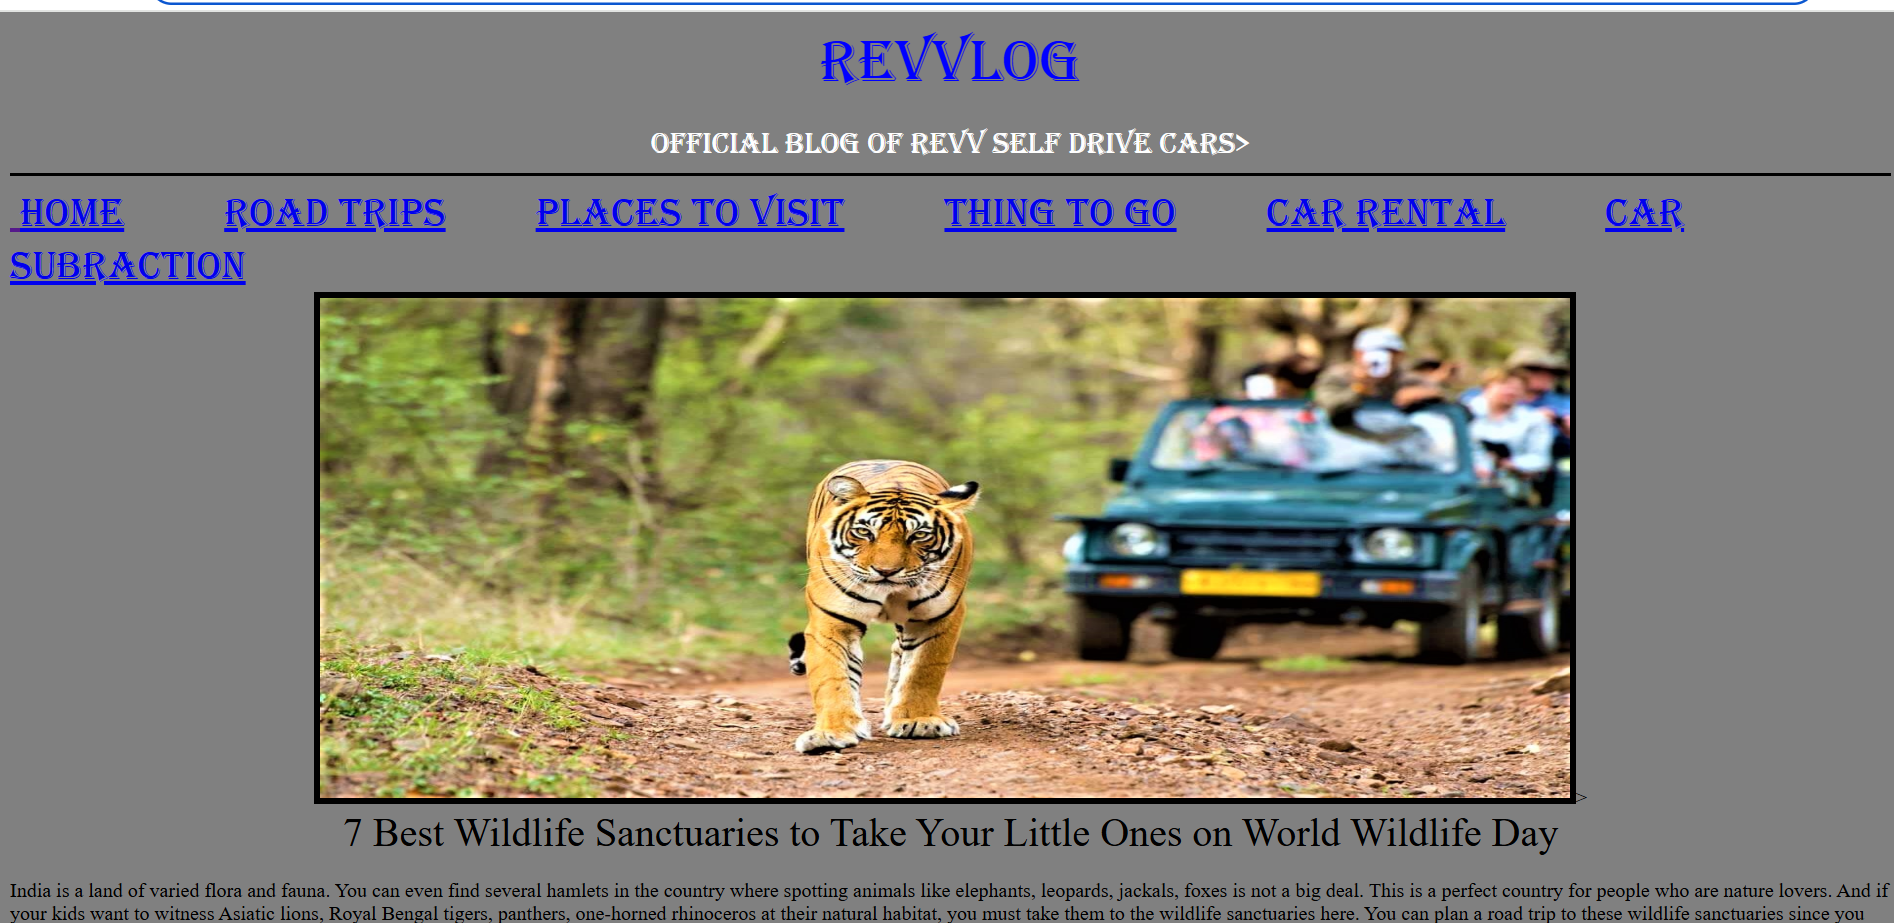 REVVLOG
OFFICIAL BLOG OF REVV SELF DRIVE CARS>
HOME ROAD TRIPS PLACES TO VISIT THING TO GO CAR RENTAL CAR
SUBRACTION
>
7 Best Wildlife Sanctuaries to Take Your Little Ones on World Wildlife Day
India is a land of varied flora and fauna. You can even find several hamlets in the country where spotting animals like elephants, leopards, jackals, foxes is not a big deal. This is a perfect country for people who are nature lovers. And if
your kids want to witness Asiatic lions, Royal Bengal tigers, panthers, one-horned rhinoceros at their natural habitat, you must take them to the wildlife sanctuaries here. You can plan a road trip to these wildlife sanctuaries since you